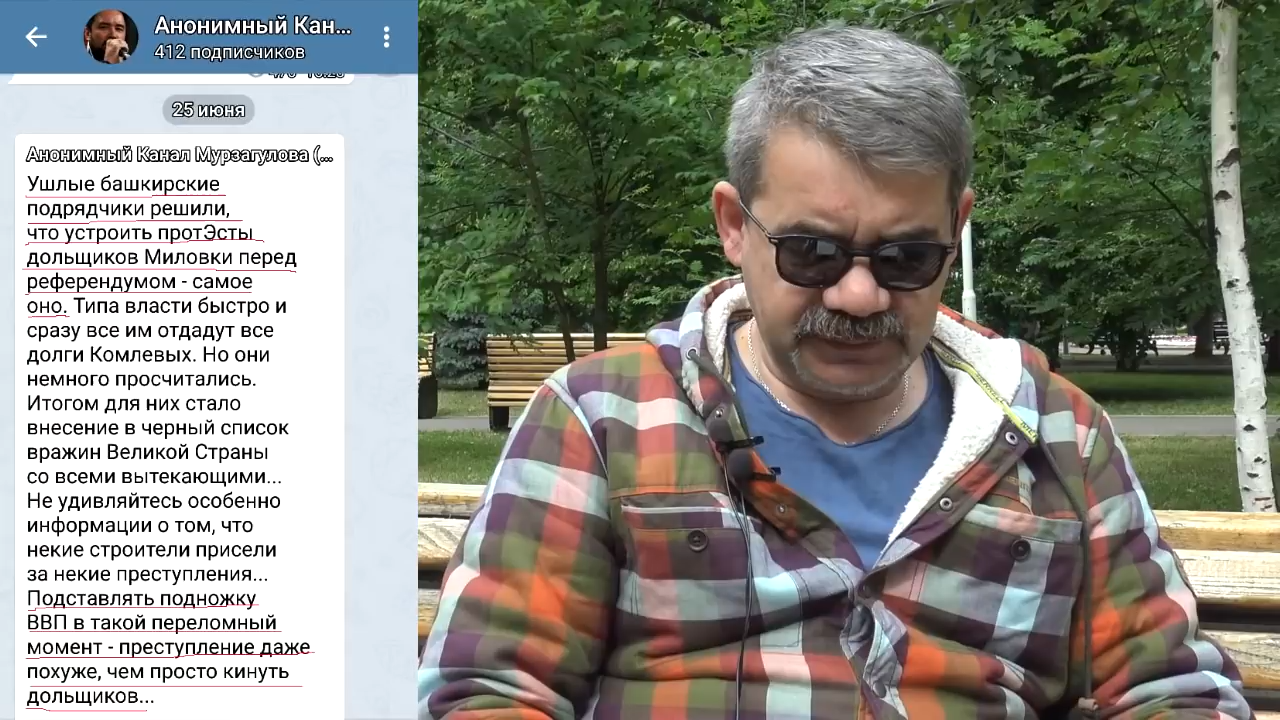 Анонимный Кан...
412 подписчиков
25 июня
Анонимный Канал Мурзагулова (...
Ушлые башкирские
подрядчики решили,
что устроить протЭсты
дольщиков Миловки перед
референдумом - самое
оно. Типа власти быстро и
сразу все им отдадут все
долги Комлевых. Но они
немного просчитались.
Итогом для них стало
внесение в черный список
вражин Великой Страны
со всеми вытекающими...
Не удивляйтесь особенно
информации о том, что
некие строители присели
за некие преступления...
Подставлять подножку
ВВП в такой переломный
момент - преступление даже
похуже, чем просто кинуть
дольщиков...